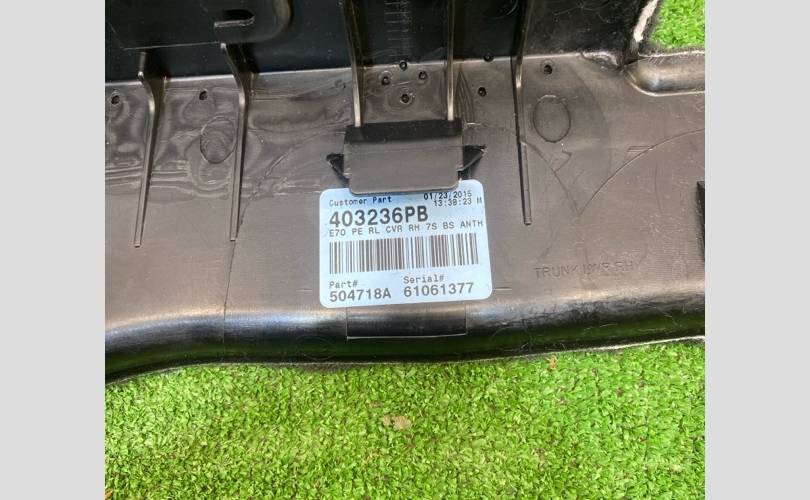 Customer Part 01/23/2015
13:39:23 M
403236PB
E70 PE RL CVR RH 7S BS ANTH
Part# Serial#
504718A 61061377
TRUNK LWR RH